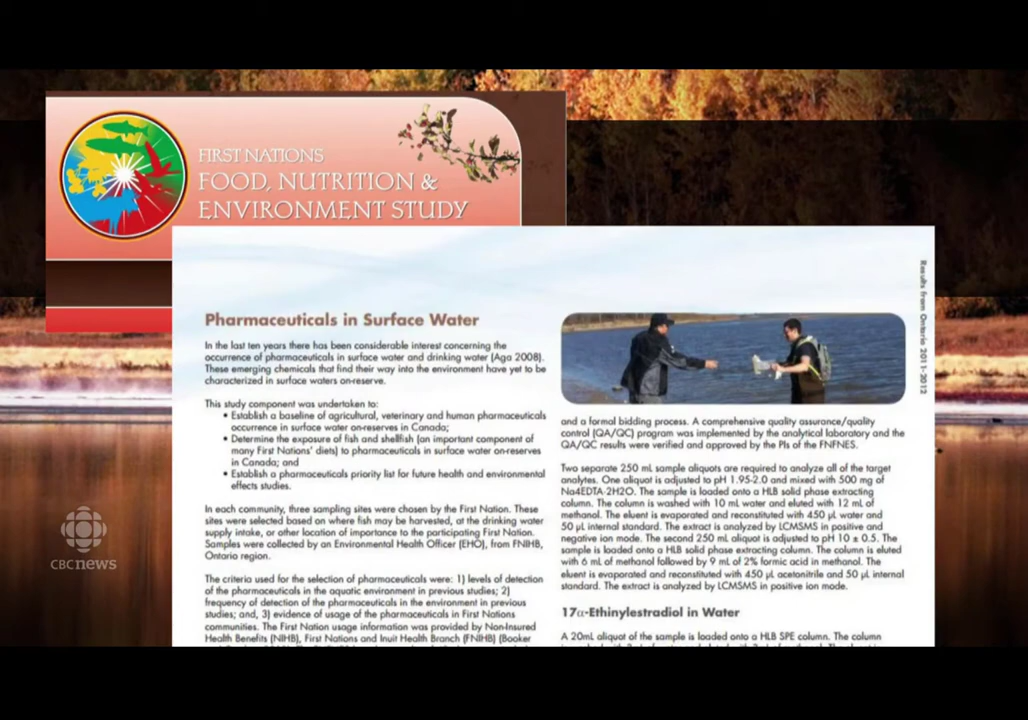 FIRST NATIONS
FOOD, NUTRITION &
ENVIRONMENT STUDY
Results from Ontario 2011-2012
Pharmaceuticals in Surface Water
In the last ten years there has been considerable interest concerning the
occurrence of pharmaceuticals in surface water and drinking water (Aga 2008).
These emerging chemicals that find their way into the environment have yet to be
characterized in surface waters on-reserve.
This study component was undertaken to:
• Establish a baseline of agricultural, veterinary and human pharmaceuticals
occurrence in surface water on-reserves in Canada;
• Determine the exposure of fish and shellfish (an important component of
many First Nations' diets) to pharmaceuticals in surface water on-reserves
in Canada; and
• Establish a pharmaceuticals priority list for future health and environmental
effects studies.
In each community, three sampling sites were chosen by the First Nation. These
sites were selected based on where fish may be harvested, at the drinking water
supply intake, or other location of importance to the participating First Nation.
Samples were collected by an Environmental Health Officer (EHO), from FNIHB,
Ontario region.
The criteria used for the selection of pharmaceuticals were: 1) levels of detection
of the pharmaceuticals in the aquatic environment in previous studies; 2)
frequency of detection of the pharmaceuticals in the environment in previous
studies; and, 3) evidence of usage of the pharmaceuticals in First Nations
communities. The First Nation usage information was provided by Non-Insured
Health Benefits (NIHB), First Nations and Inuit Health Branch (FNIHB) (Booker
and a formal bidding process. A comprehensive quality assurance/quality
control (QA/QC) program was implemented by the analytical laboratory and the
QA/QC results were verified and approved by the PIs of the FNFNES.
Two separate 250 mL sample aliquots are required to analyze all of the target
analytes. One aliquot is adjusted to pH 1.95-2.0 and mixed with 500 mg of
Na4EDTA·2H2O. The sample is loaded onto a HLB solid phase extracting
column. The column is washed with 10 mL water and eluted with 12 mL of
methanol. The eluent is evaporated and reconstituted with 450 µL water and
50 µL internal standard. The extract is analyzed by LCMSMS in positive and
negative ion mode. The second 250 mL aliquot is adjusted to pH 10 ± 0.5. The
sample is loaded onto a HLB solid phase extracting column. The column is eluted
with 6 mL of methanol followed by 9 mL of 2% formic acid in methanol. The
eluent is evaporated and reconstituted with 450 µL acetonitrile and 50 µL internal
standard. The extract is analyzed by LCMSMS in positive ion mode.
17α-Ethinylestradiol in Water
A 20mL aliquot of the sample is loaded onto a HLB SPE column. The column
CBCnews